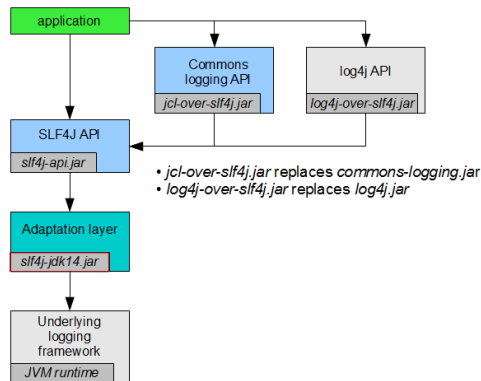 application
Commons
logging API
jcl-over-slf4j.jar
log4j API
log4j-over-slf4j.jar
SLF4J API
slf4j-api.jar
• jcl-over-slf4j.jar replaces commons-logging.jar
• log4j-over-slf4j.jar replaces log4j.jar
Adaptation layer
slf4j-jdk14.jar
Underlying
logging
framework
JVM runtime